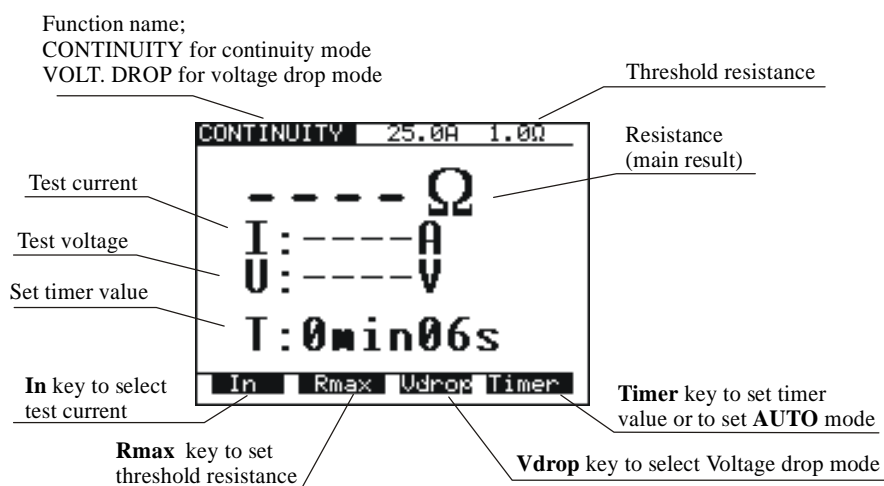 Function name;
CONTINUITY for continuity mode
VOLT. DROP for voltage drop mode
Threshold resistance
CONTINUITY 25.0A 1.0Ω
Resistance
(main result)
Test current
- - - - Ω
I:----A
Test voltage
U:----V
Set timer value
T:0min06s
In Rmax Vdrop Timer
In key to select
test current
Timer key to set timer
value or to set AUTO mode
Rmax key to set
threshold resistance
Vdrop key to select Voltage drop mode